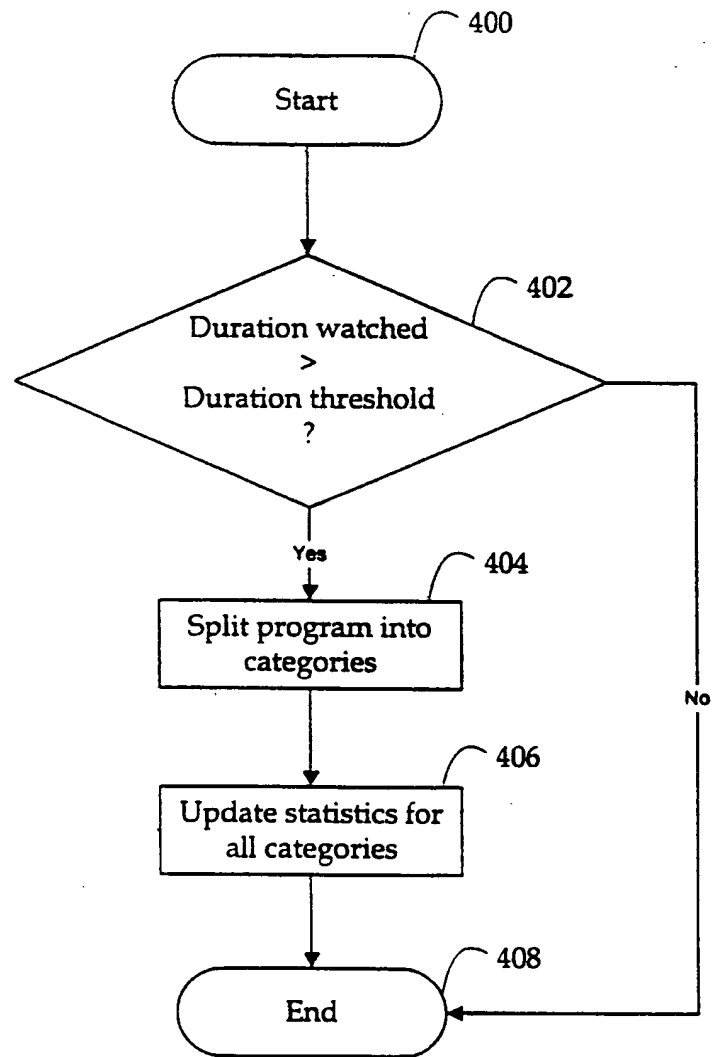 400
Start
402
Duration watched
>
Duration threshold
?
Yes
404
Split program into
categories
No
406
Update statistics for
all categories
408
End